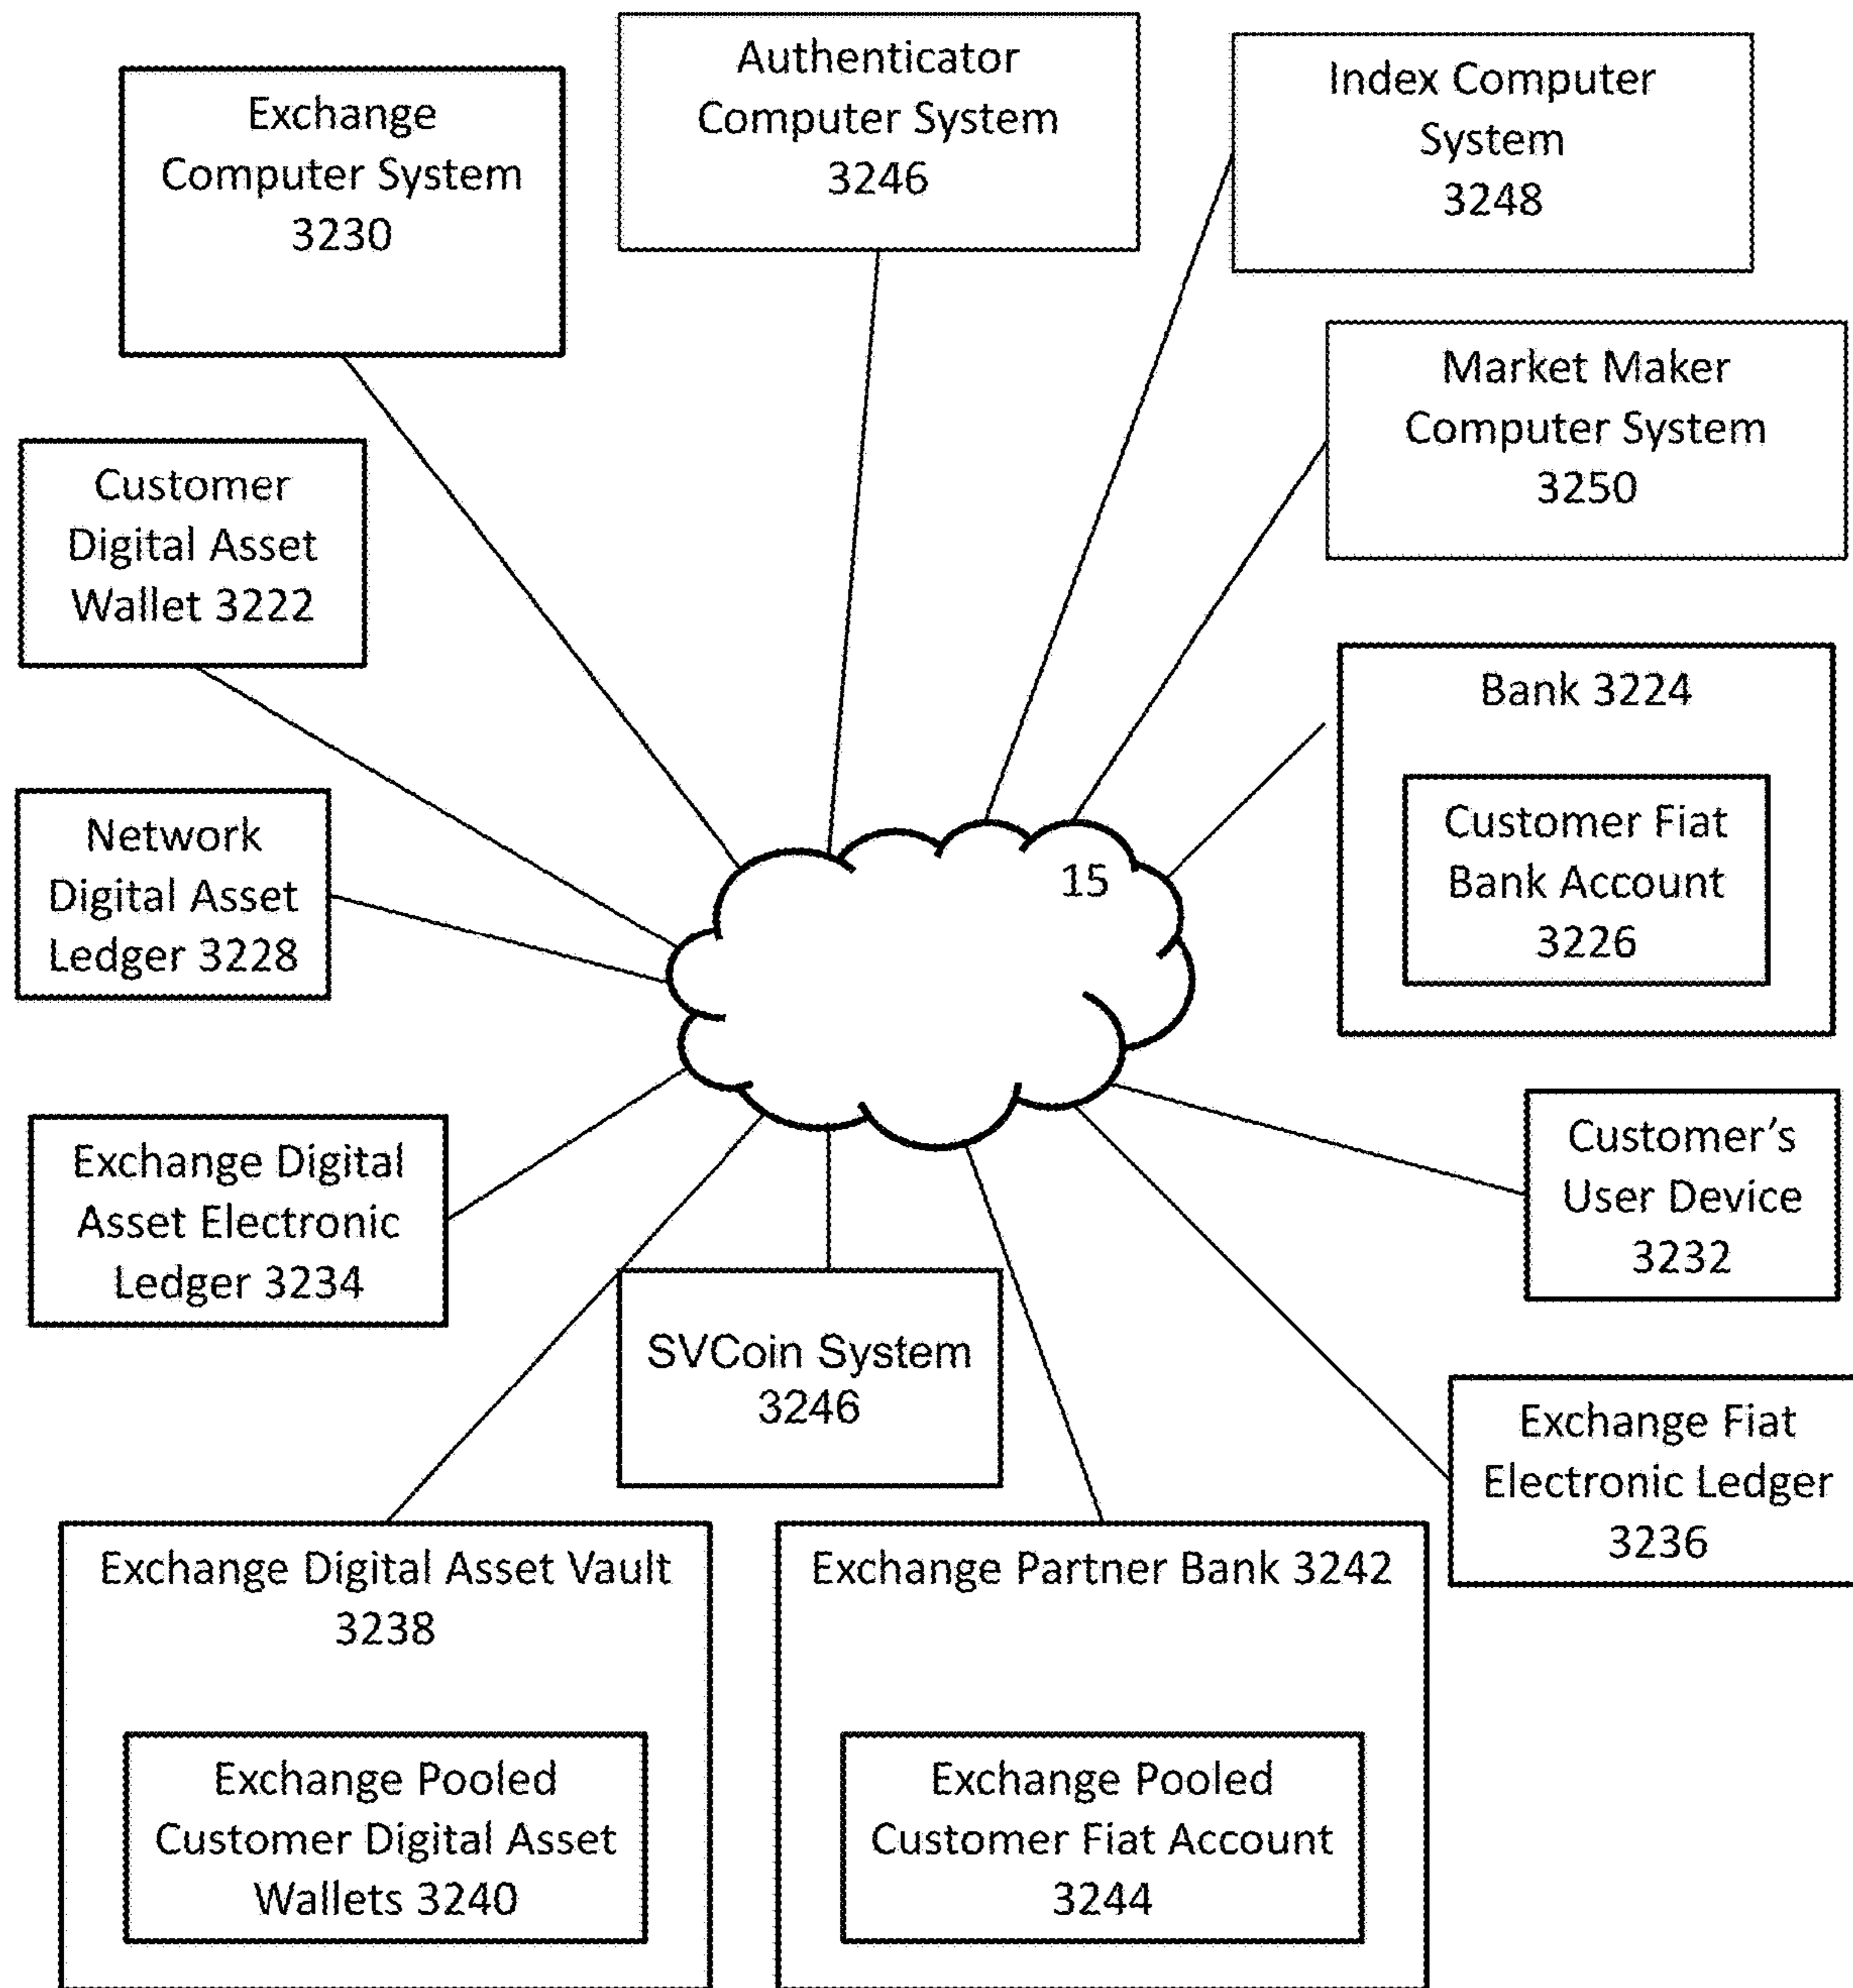 Exchange
Computer System
3230
Authenticator
Computer System
3246
Index Computer
System
3248
Market Maker
Computer System
3250
Customer
Digital Asset
Wallet 3222
Bank 3224
Customer Fiat
Bank Account
3226
Network
Digital Asset
Ledger 3228
15
Exchange Digital
Asset Electronic
Ledger 3234
Customer’s
User Device
3232
SVCoin System
3246
Exchange Fiat
Electronic Ledger
3236
Exchange Digital Asset Vault
3238
Exchange Pooled
Customer Digital Asset
Wallets 3240
Exchange Partner Bank 3242
Exchange Pooled
Customer Fiat Account
3244